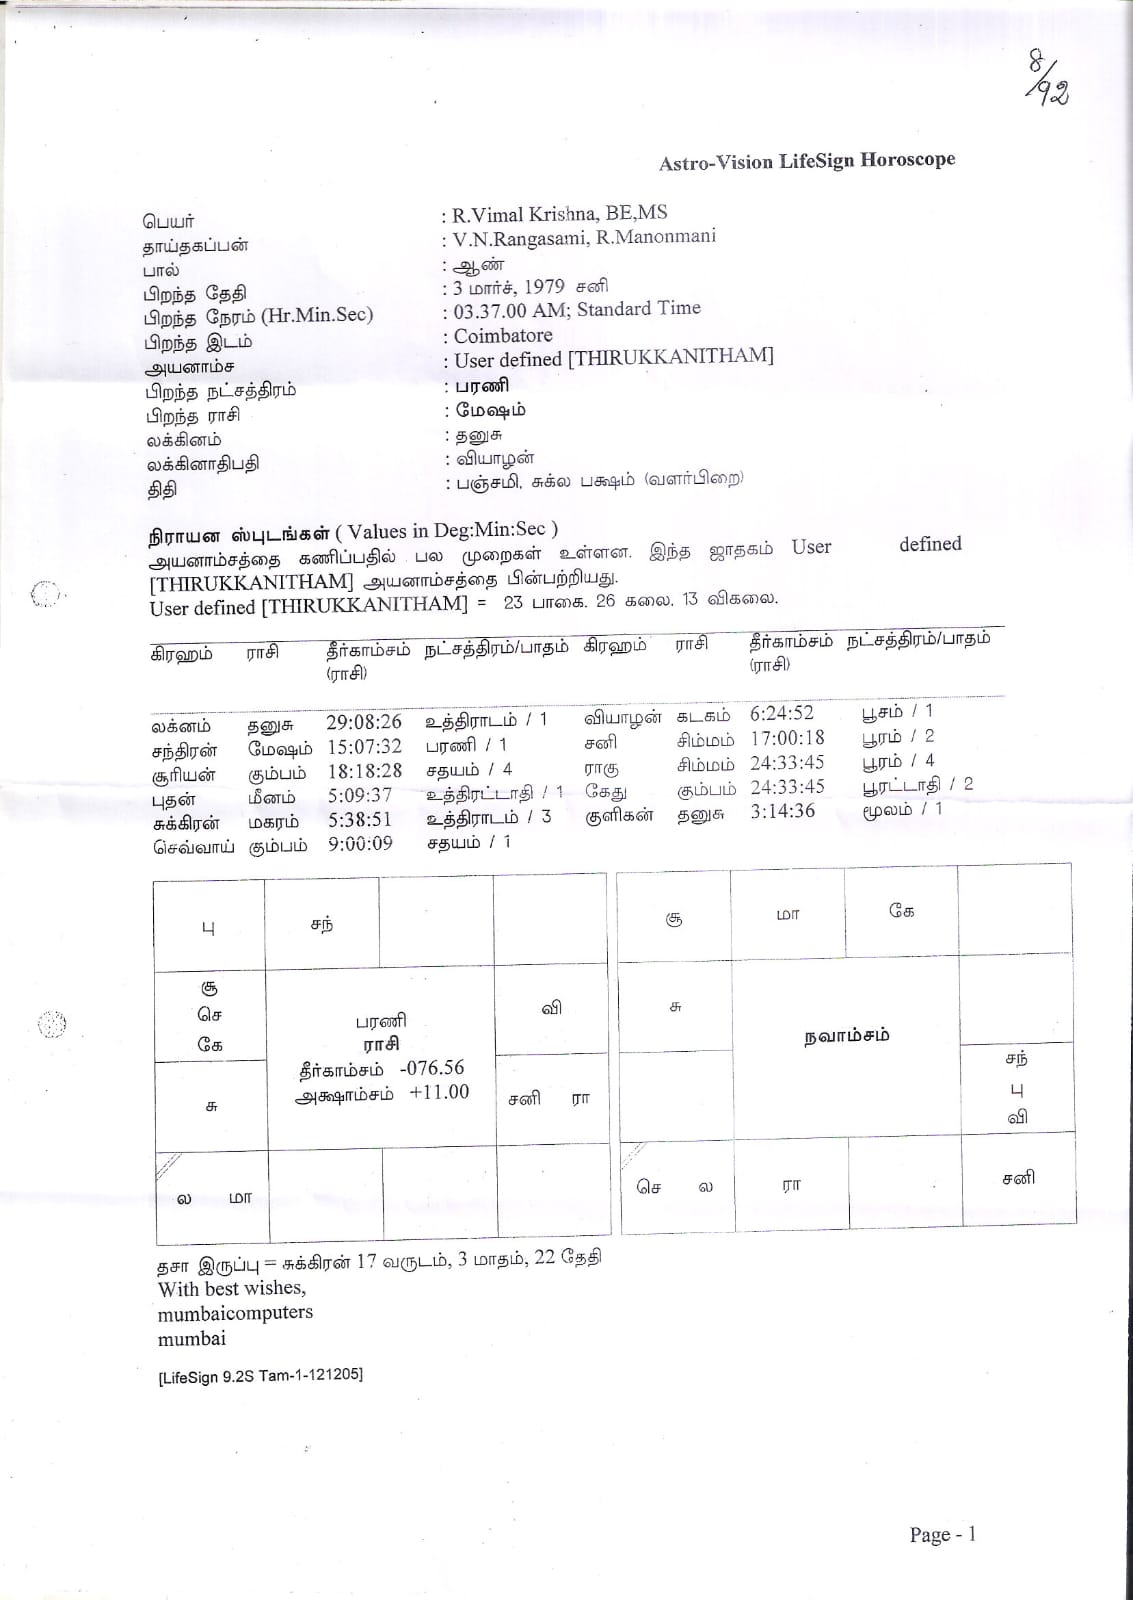 8/92
Astro-Vision LifeSign Horoscope
பெயர் : R.Vimal Krishna, BE,MS
தாய்தகப்பன் : V.N.Rangasami, R.Manonmani
பால் : ஆண்
பிறந்த தேதி : 3 மார்ச், 1979 சனி
பிறந்த நேரம் (Hr.Min.Sec) : 03.37.00 AM; Standard Time
பிறந்த இடம் : Coimbatore
அயனாம்ச : User defined [THIRUKKANITHAM]
பிறந்த நட்சத்திரம் : பரணி
பிறந்த ராசி : மேஷம்
லக்கினம் : தனுசு
லக்கினாதிபதி : வியாழன்
திதி : பஞ்சமி, சுக்ல பக்ஷம் (வளர்பிறை)
நிராயன ஸ்புடங்கள் ( Values in Deg:Min:Sec )
அயனாம்சத்தை கணிப்பதில் பல முறைகள் உள்ளன. இந்த ஜாதகம் User defined
[THIRUKKANITHAM] அயனாம்சத்தை பின்பற்றியது.
User defined [THIRUKKANITHAM] = 23 பாகை. 26 கலை. 13 விகலை.
கிரஹம் ராசி தீர்காம்சம் நட்சத்திரம்/பாதம் கிரஹம் ராசி தீர்காம்சம் நட்சத்திரம்/பாதம்
(ராசி) (ராசி)
லக்னம் தனுசு 29:08:26 உத்திராடம் / 1 வியாழன் கடகம் 6:24:52 பூசம் / 1
சந்திரன் மேஷம் 15:07:32 பரணி / 1 சனி சிம்மம் 17:00:18 பூரம் / 2
சூரியன் கும்பம் 18:18:28 சதயம் / 4 ராகு சிம்மம் 24:33:45 பூரம் / 4
புதன் மீனம் 5:09:37 உத்திரட்டாதி / 1 கேது கும்பம் 24:33:45 பூரட்டாதி / 2
சுக்கிரன் மகரம் 5:38:51 உத்திராடம் / 3 குளிகன் தனுசு 3:14:36 மூலம் / 1
செவ்வாய் கும்பம் 9:00:09 சதயம் / 1
பு சந் சூ மா கே
சூ
செ
கே
பரணி
ராசி
தீர்காம்சம் -076.56
அக்ஷாம்சம் +11.00
வி
சு
நவாம்சம்
சு
சனி ரா
சந்
பு
வி
ல மா
செ ல ரா சனி
தசா இருப்பு = சுக்கிரன் 17 வருடம், 3 மாதம், 22 தேதி
With best wishes,
mumbaicomputers
mumbai
[LifeSign 9.2S Tam-1-121205]
Page - 1